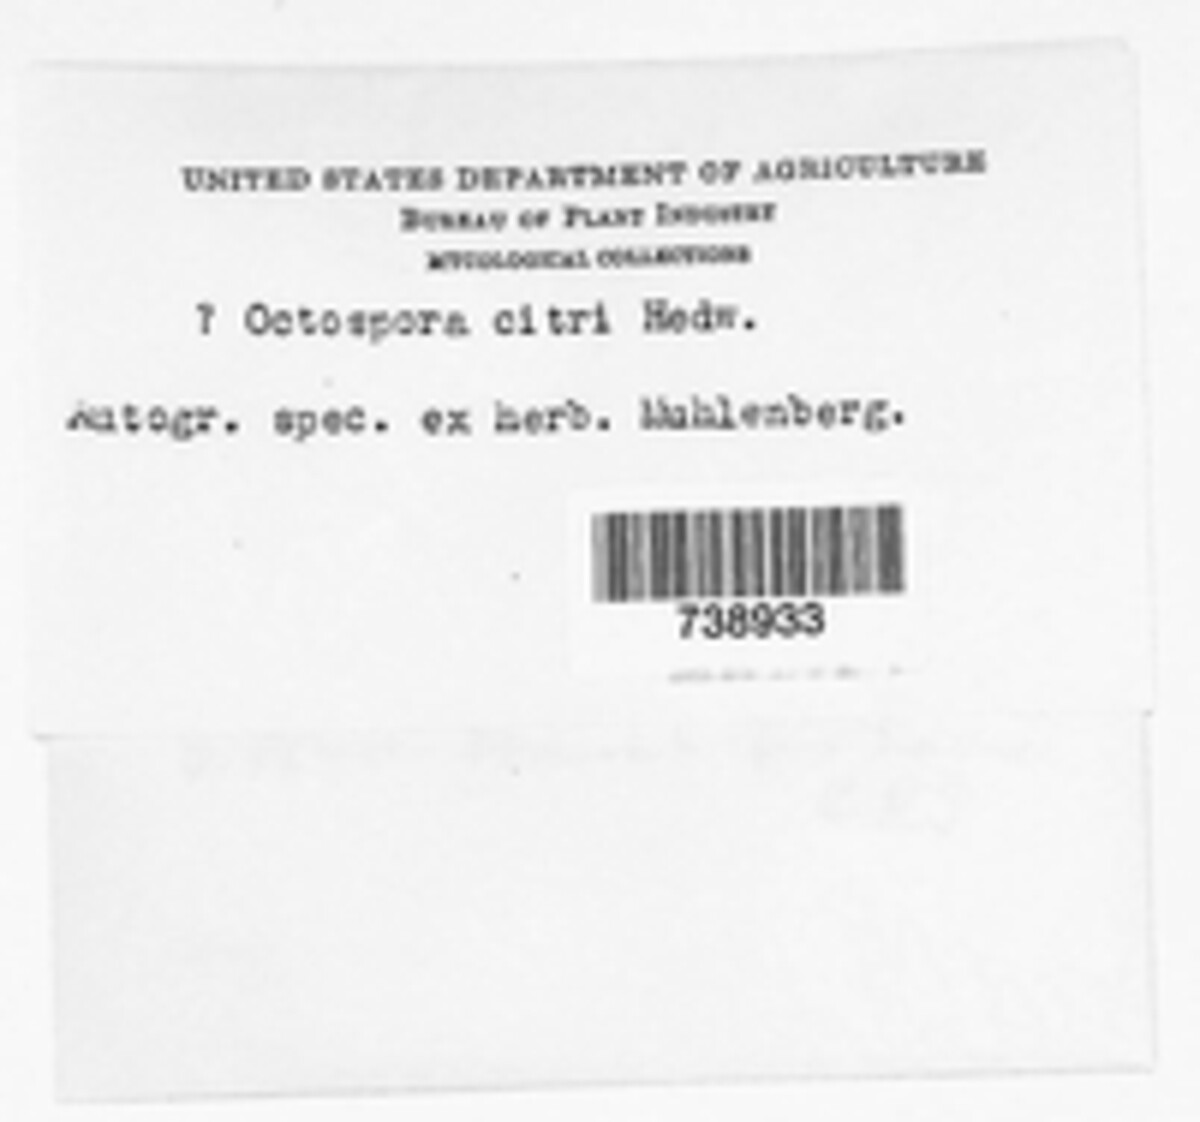 UNITED STATES DEPARTMENT OF AGRICULTURE
BUREAU OF PLANT INDUSTRY
MYCOLOGICAL COLLECTIONS
? Octospora citri Hedw.
Autogr. spec. ex herb. Muhlenberg.
738933